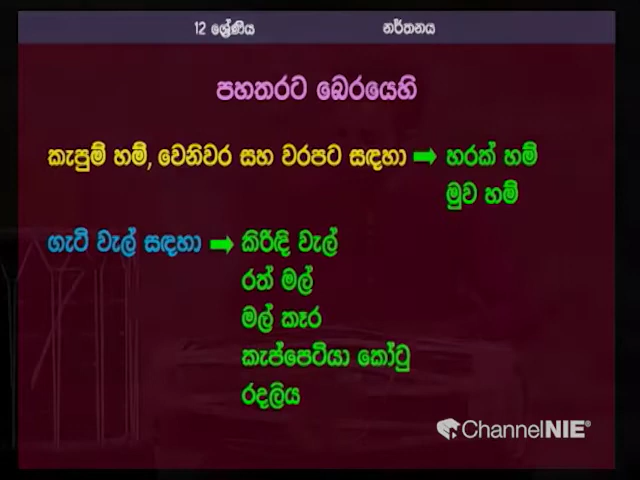 12 ශ්‍රේණිය නර්තනය
පහතරට බෙරයෙහි
කැපුම් හම්, වෙනිවර සහ වරපට සඳහා ➡ හරක් හම්
මුව හම්
ගැටි වැල් සඳහා ➡ කිරිඳි වැල්
රත් මල්
මල් කෑර
කැප්පෙටියා කෝටු
රදලිය
ChannelNIE®